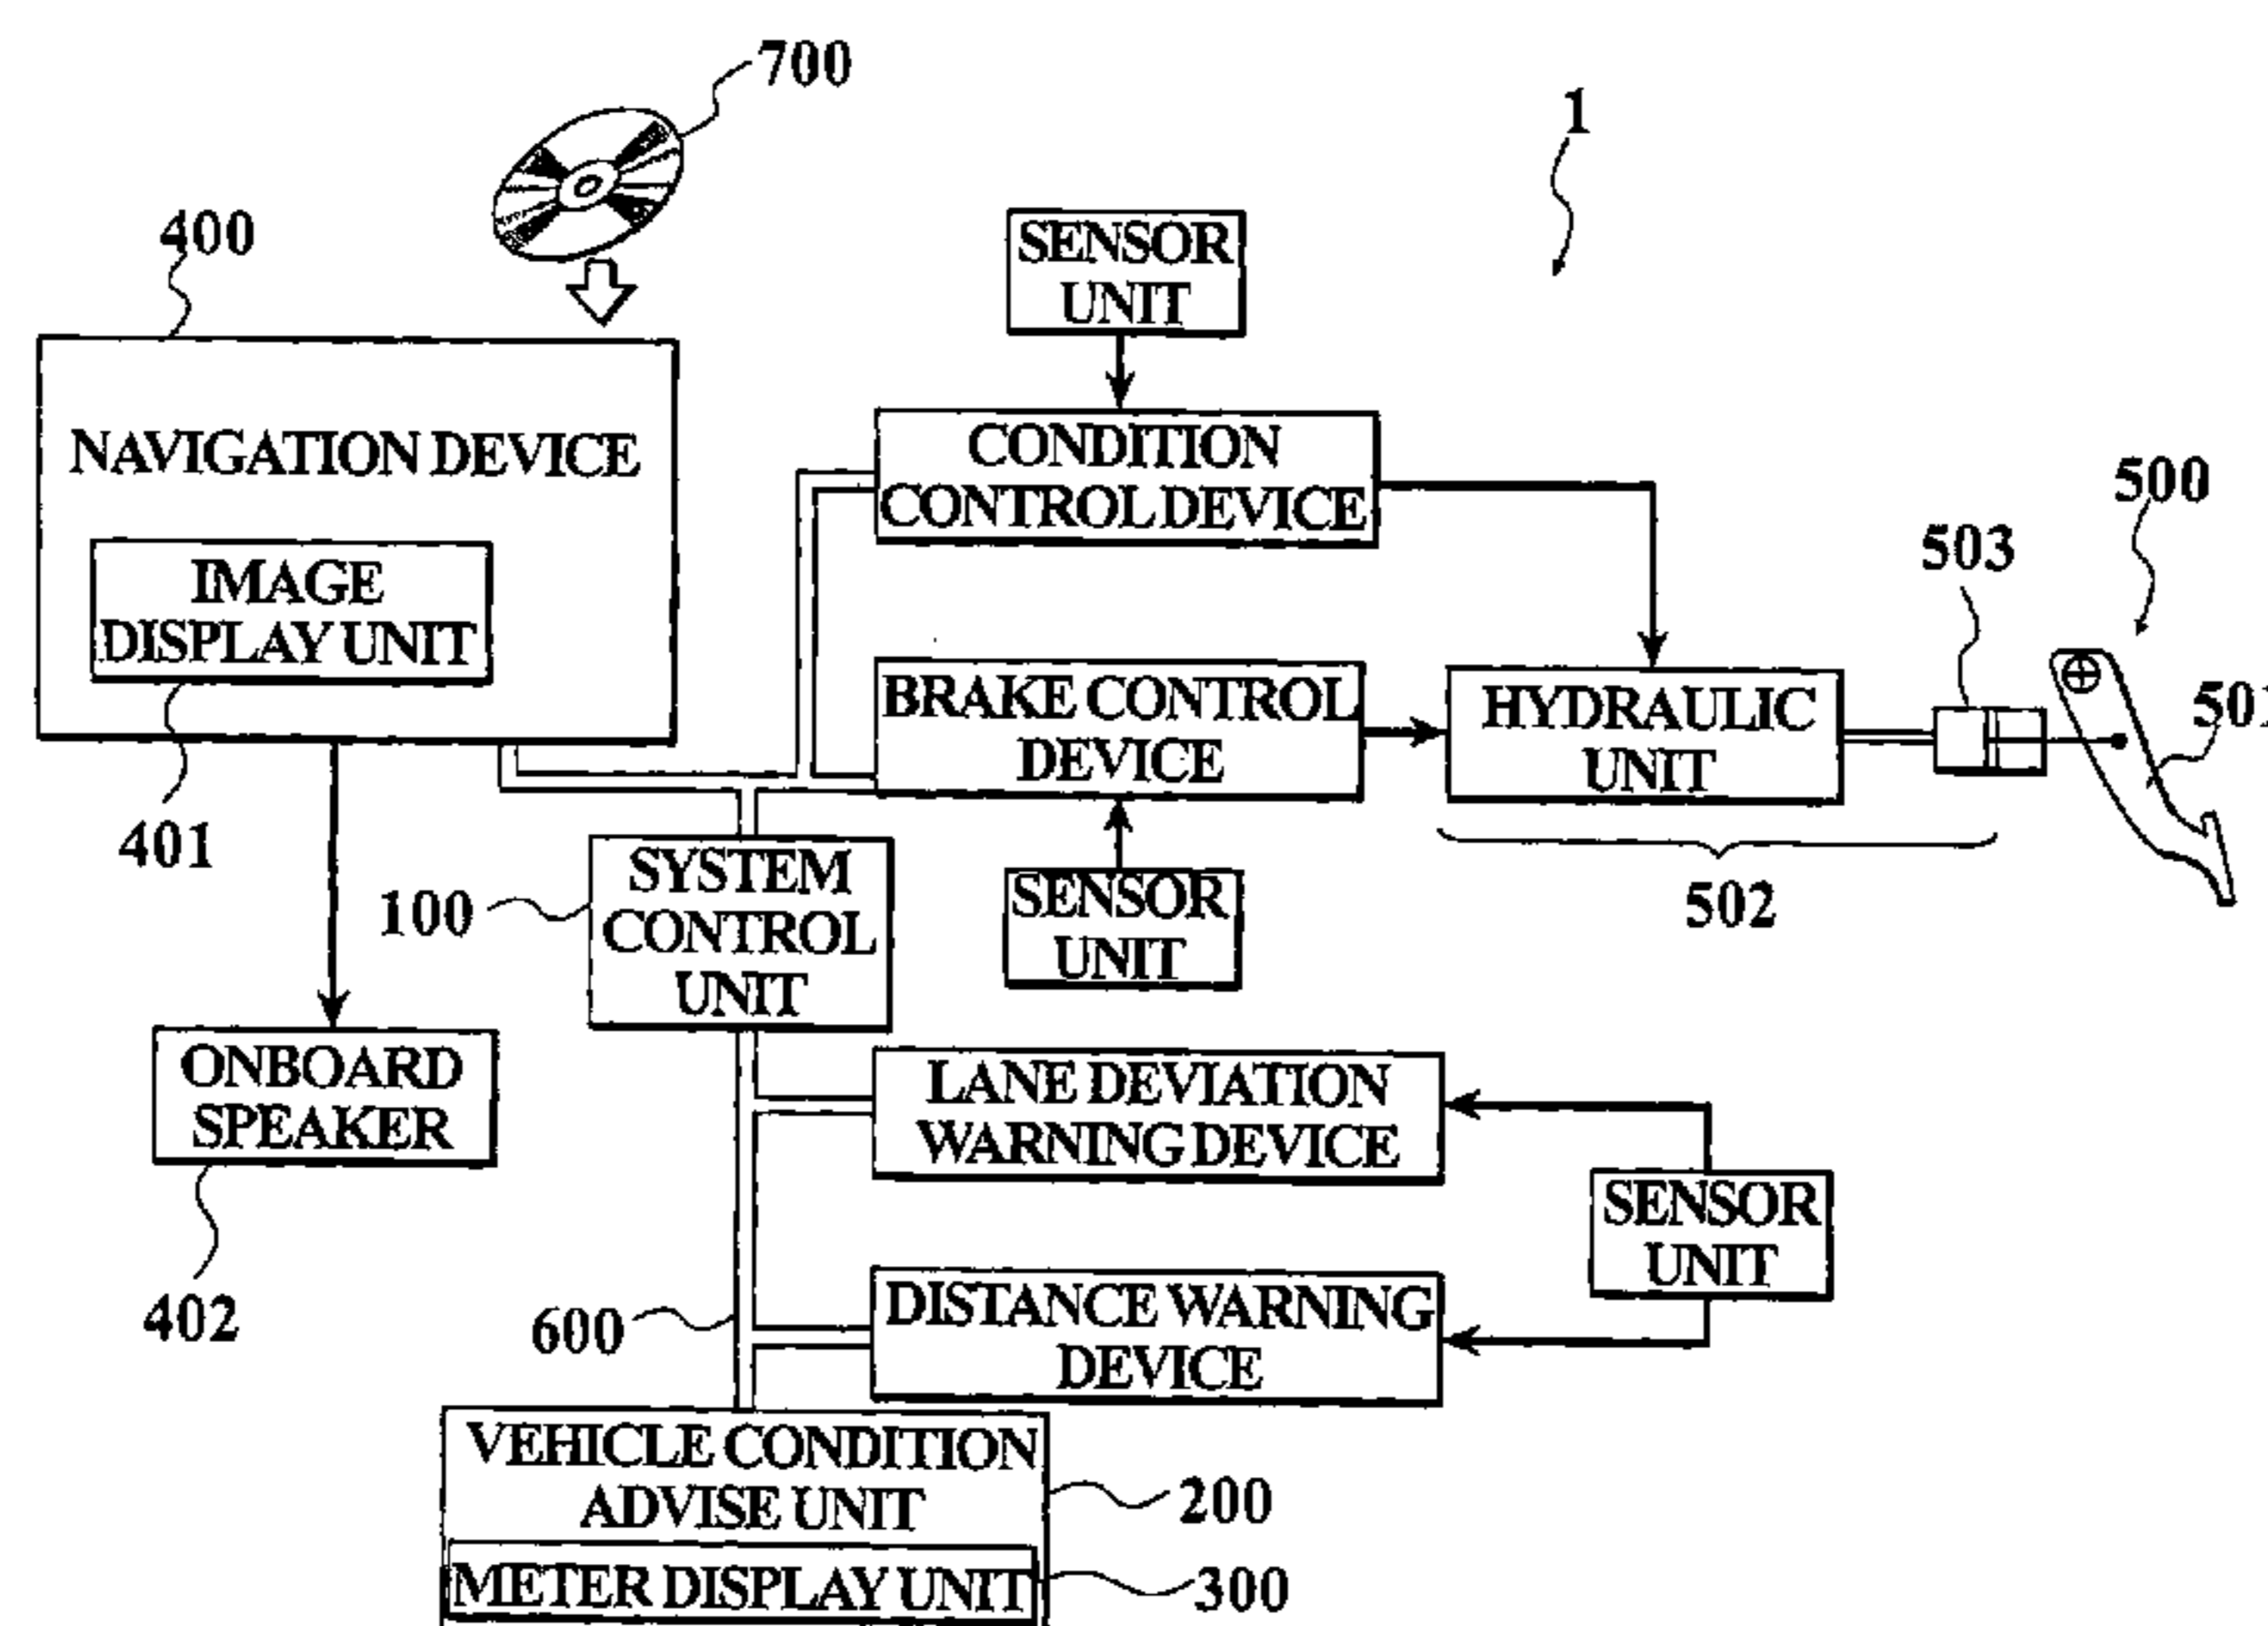 700
1
400
SENSOR
UNIT
NAVIGATION DEVICE
CONDITION
CONTROL DEVICE
500
503
IMAGE
DISPLAY UNIT
BRAKE CONTROL
DEVICE
HYDRAULIC
UNIT
501
401
502
100
SYSTEM
CONTROL
UNIT
SENSOR
UNIT
ONBOARD
SPEAKER
402
LANE DEVIATION
WARNING DEVICE
SENSOR
UNIT
600
DISTANCE WARNING
DEVICE
VEHICLE CONDITION
ADVISE UNIT
200
METER DISPLAY UNIT
300